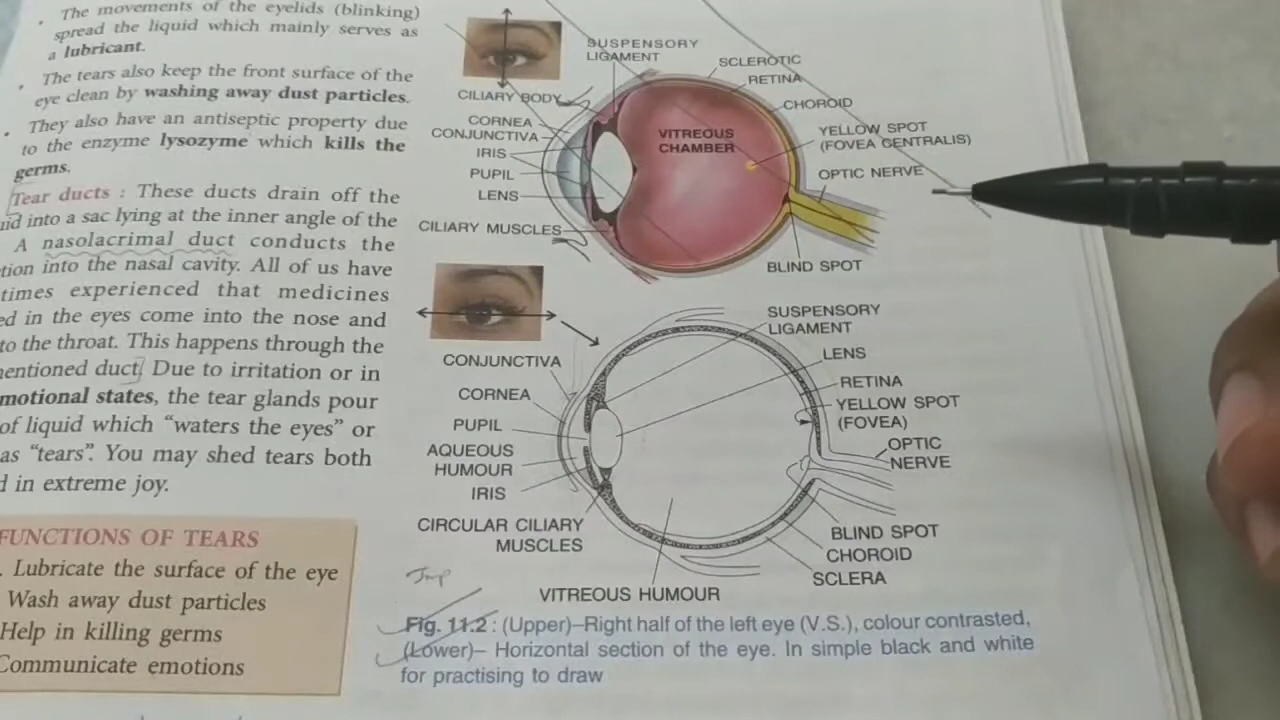 The movements of the eyelids (blinking)
spread the liquid which mainly serves as
a lubricant.
The tears also keep the front surface of the
eye clean by washing away dust particles.
They also have an antiseptic property due
to the enzyme lysozyme which kills the
germs.
Tear ducts : These ducts drain off the
into a sac lying at the inner angle of the
A nasolacrimal duct conducts the
tion into the nasal cavity. All of us have
times experienced that medicines
ed in the eyes come into the nose and
to the throat. This happens through the
mentioned duct. Due to irritation or in
motional states, the tear glands pour
of liquid which “waters the eyes” or
as “tears”. You may shed tears both
d in extreme joy.
FUNCTIONS OF TEARS
Lubricate the surface of the eye
Wash away dust particles
Help in killing germs
Communicate emotions
SUSPENSORY
LIGAMENT
SCLEROTIC
RETINA
CILIARY BODY
CHOROID
CORNEA
CONJUNCTIVA
VITREOUS
CHAMBER
YELLOW SPOT
(FOVEA CENTRALIS)
IRIS
PUPIL
OPTIC NERVE
LENS
CILIARY MUSCLES
BLIND SPOT
SUSPENSORY
LIGAMENT
CONJUNCTIVA
LENS
CORNEA
RETINA
YELLOW SPOT
(FOVEA)
PUPIL
OPTIC
NERVE
AQUEOUS
HUMOUR
IRIS
CIRCULAR CILIARY
MUSCLES
BLIND SPOT
CHOROID
SCLERA
VITREOUS HUMOUR
Fig. 11.2 : (Upper)–Right half of the left eye (V.S.), colour contrasted,
(Lower)– Horizontal section of the eye. In simple black and white
for practising to draw